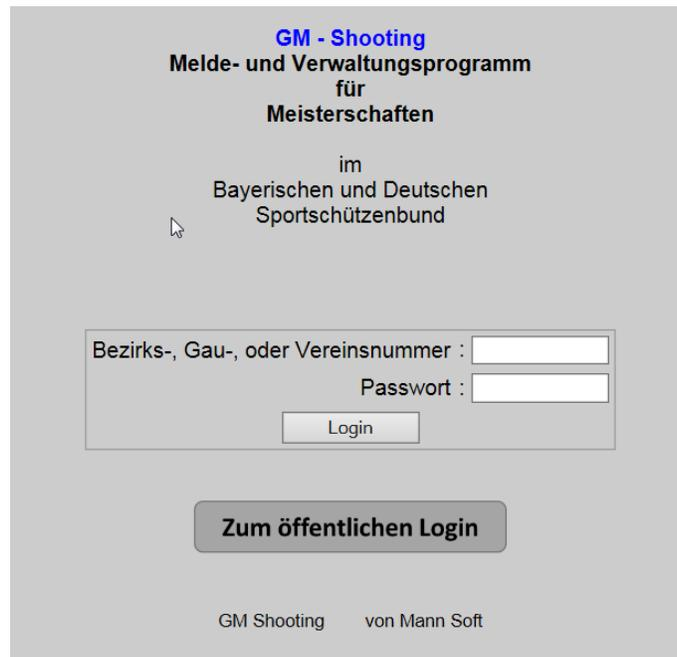 GM - Shooting
Melde- und Verwaltungsprogramm
für
Meisterschaften
im
Bayerischen und Deutschen
Sportschützenbund
Bezirks-, Gau-, oder Vereinsnummer :
Passwort :
Login
Zum öffentlichen Login
GM Shooting von Mann Soft